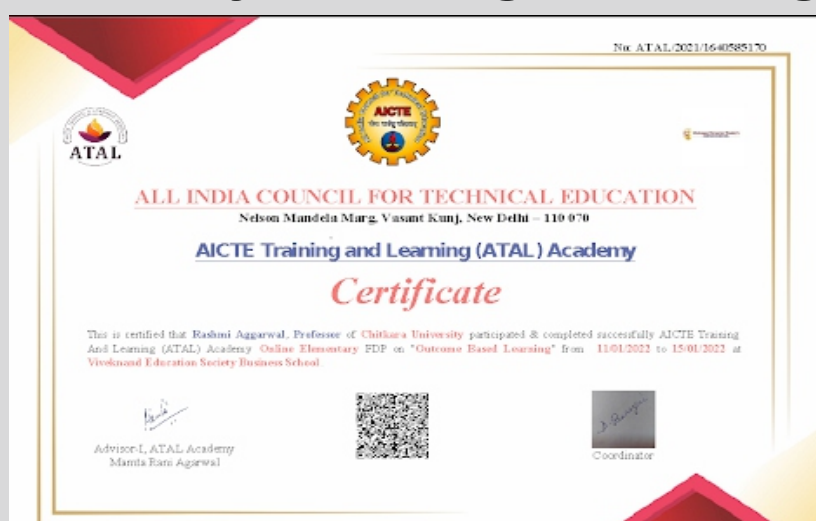 No: ATAL/2021/1640585170
ATAL
AICTE
ALL INDIA COUNCIL FOR TECHNICAL EDUCATION
Nelson Mandela Marg, Vasant Kunj, New Delhi – 110 070
AICTE Training and Learning (ATAL) Academy
Certificate
This is certified that Rashmi Aggarwal, Professor of Chitkara University participated & completed successfully AICTE Training
And Learning (ATAL) Academy Online Elementary FDP on "Outcome Based Learning" from 11/01/2022 to 15/01/2022 at
Viveknand Education Society Business School.
Advisor-I, ATAL Academy
Mamta Rani Agarwal
Coordinator